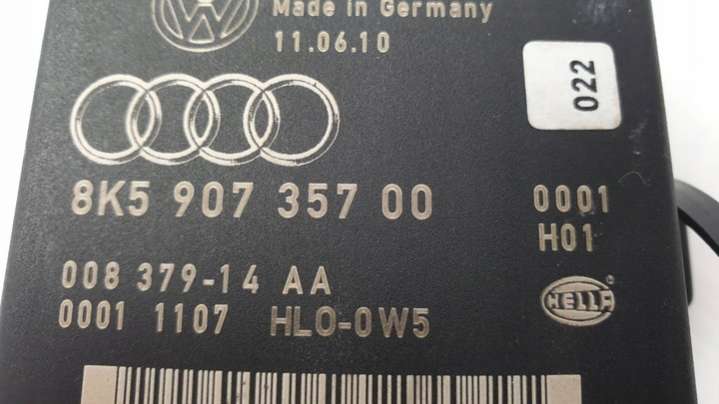 Made in Germany
11.06.10
022
8K5 907 357 00 0001
H01
008 379-14 AA
0001 1107 HLO-0W5
HELLA